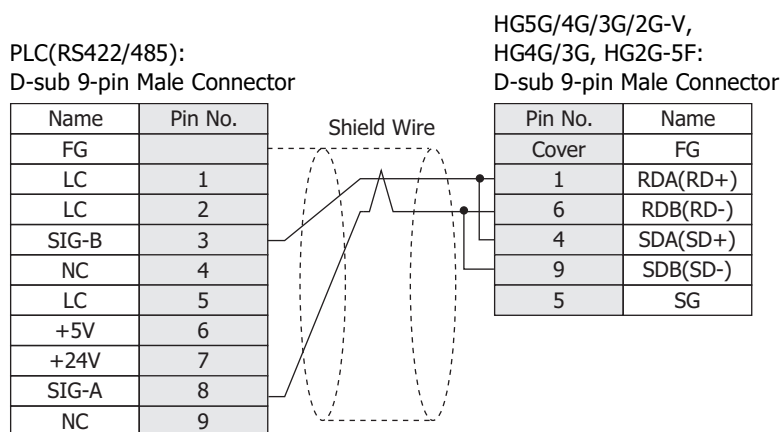 PLC(RS422/485):
D-sub 9-pin Male Connector
Name Pin No.
FG
LC 1
LC 2
SIG-B 3
NC 4
LC 5
+5V 6
+24V 7
SIG-A 8
NC 9
Shield Wire
HG5G/4G/3G/2G-V,
HG4G/3G, HG2G-5F:
D-sub 9-pin Male Connector
Pin No. Name
Cover FG
1 RDA(RD+)
6 RDB(RD-)
4 SDA(SD+)
9 SDB(SD-)
5 SG